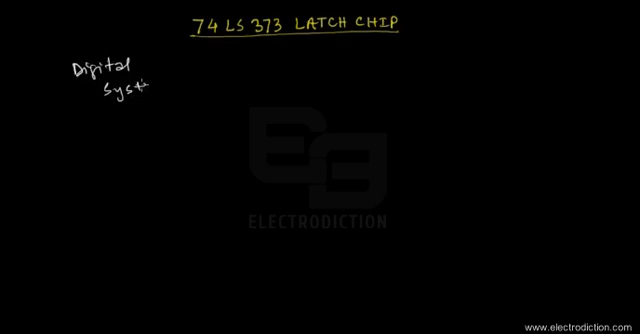 74 LS 373 LATCH CHIP
Digital
Syst
ELECTRODICTION
www.electrodiction.com